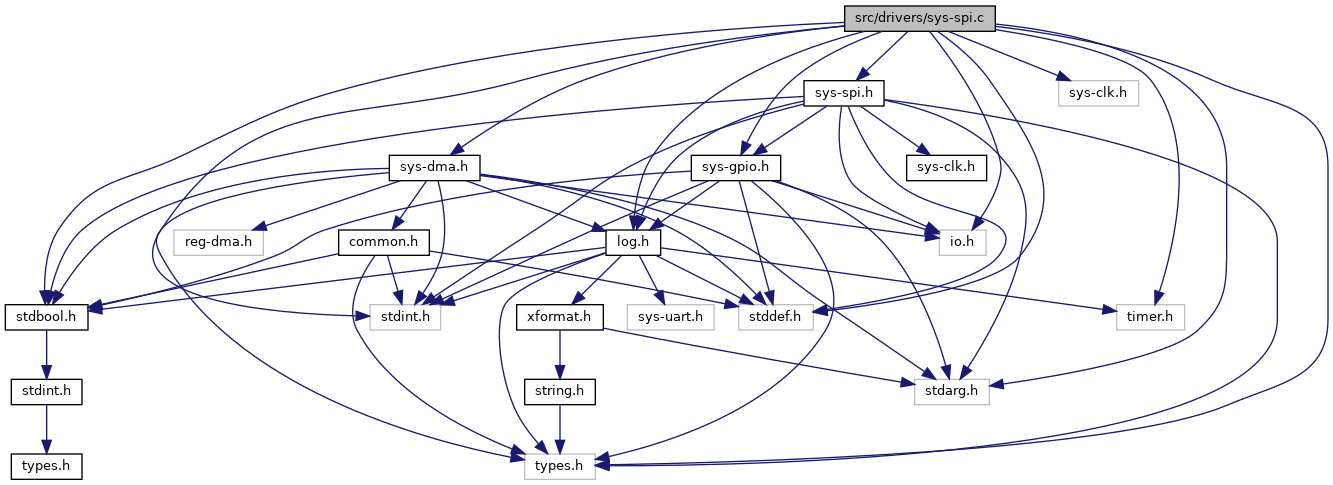 src/drivers/sys-spi.c
sys-spi.h
sys-clk.h
sys-dma.h
sys-gpio.h
sys-clk.h
reg-dma.h
common.h
log.h
io.h
stdbool.h
stdint.h
xformat.h
sys-uart.h
stddef.h
timer.h
stdint.h
string.h
stdarg.h
types.h
types.h